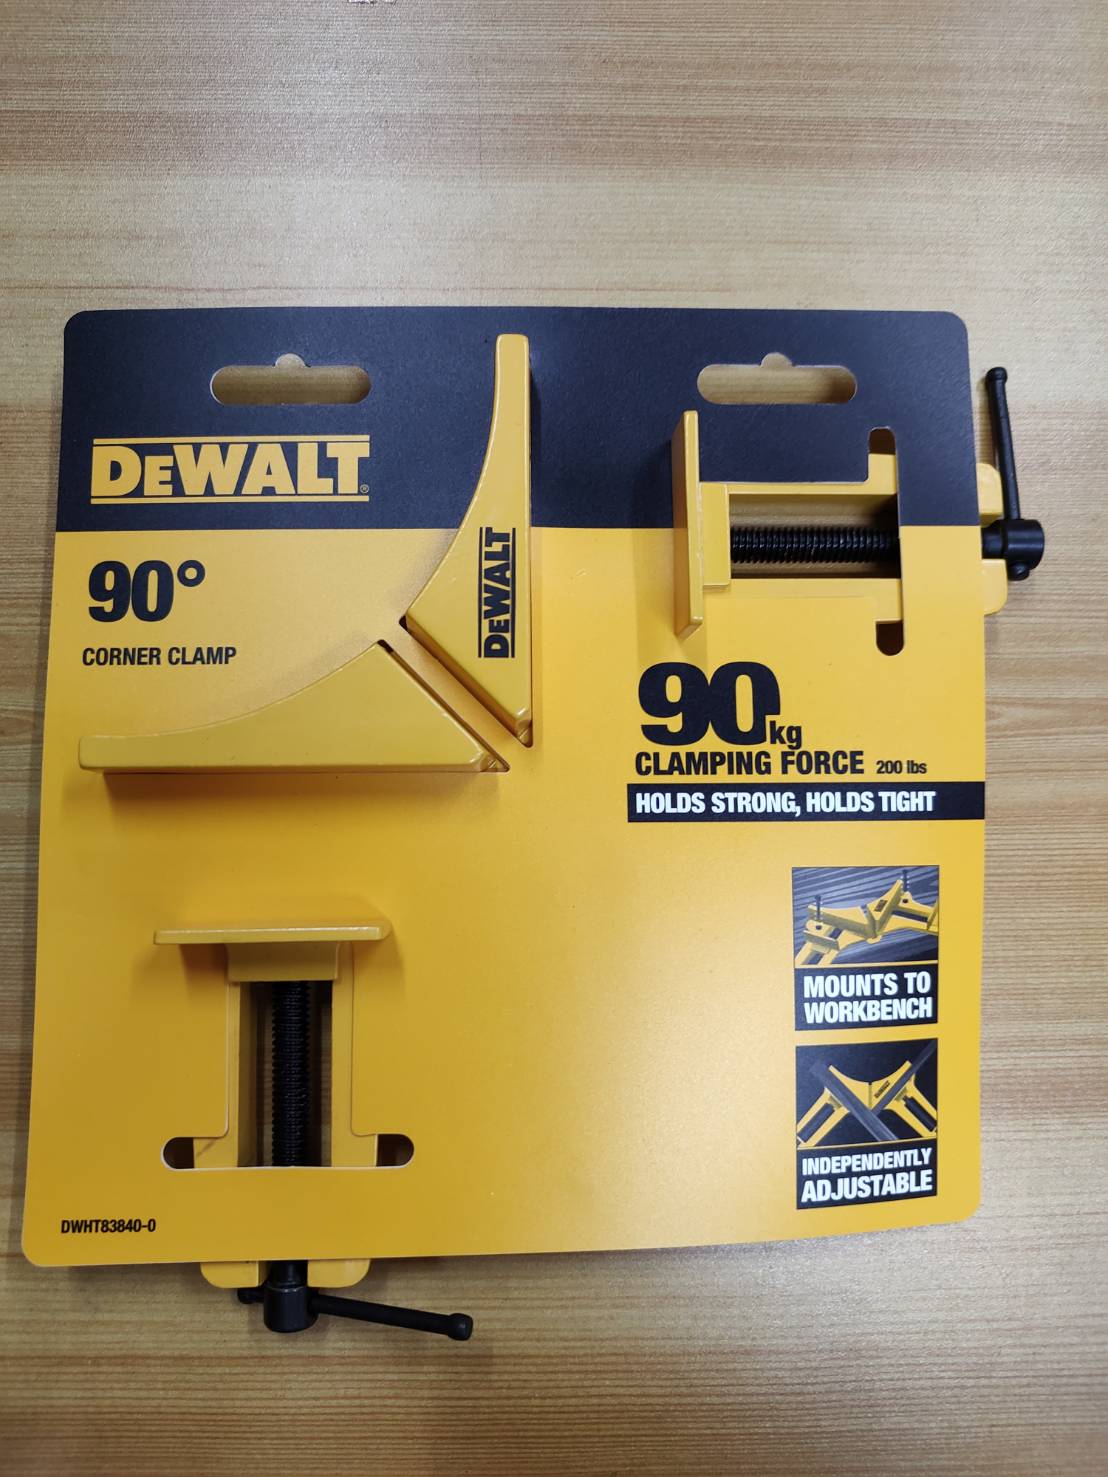 DEWALT®
90°
CORNER CLAMP
DEWALT
90kg
CLAMPING FORCE 200 lbs
HOLDS STRONG, HOLDS TIGHT
MOUNTS TO
WORKBENCH
INDEPENDENTLY
ADJUSTABLE
DWHT83840-0